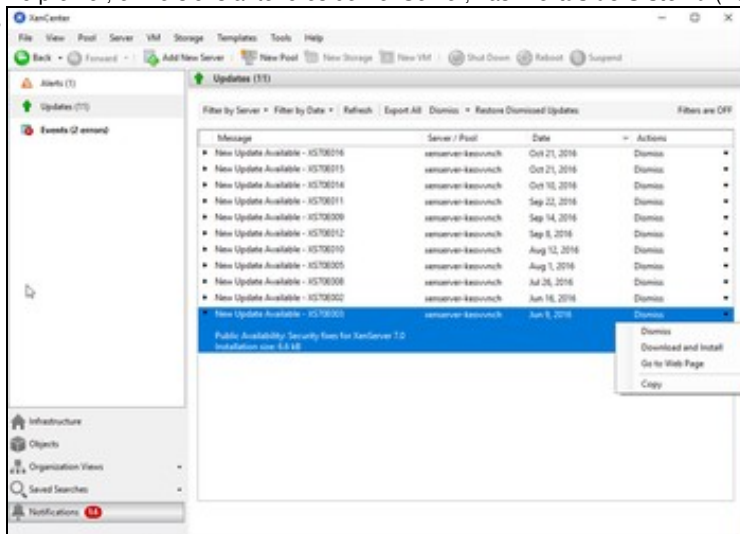 XenCenter
File View Pool Server VM Storage Templates Tools Help
Back Forward Add New Server New Pool New Storage New VM Shut Down Reboot Suspend
Alerts (1)
Updates (11)
Events (2 errors)
Updates (11)
Filter by Server Filter by Date Refresh Export All Dismiss Restore Dismissed Updates Filters are OFF
Message Server / Pool Date Actions
New Update Available - XS70E016 Oct 21, 2016 Dismiss
New Update Available - XS70E015 Oct 21, 2016 Dismiss
New Update Available - XS70E014 Oct 10, 2016 Dismiss
New Update Available - XS70E011 Sep 22, 2016 Dismiss
New Update Available - XS70E009 Sep 14, 2016 Dismiss
New Update Available - XS70E012 Sep 8, 2016 Dismiss
New Update Available - XS70E010 Aug 12, 2016 Dismiss
New Update Available - XS70E005 Aug 1, 2016 Dismiss
New Update Available - XS70E008 Jul 26, 2016 Dismiss
New Update Available - XS70E002 Jun 16, 2016 Dismiss
New Update Available - XS70E003 Jun 9, 2016 Dismiss
Public Availability: Security fixes for XenServer 7.0
Installation size: 6.4 kB
Dismiss
Download and Install
Go to Web Page
Copy
Infrastructure
Objects
Organization Views
Saved Searches
Notifications 14